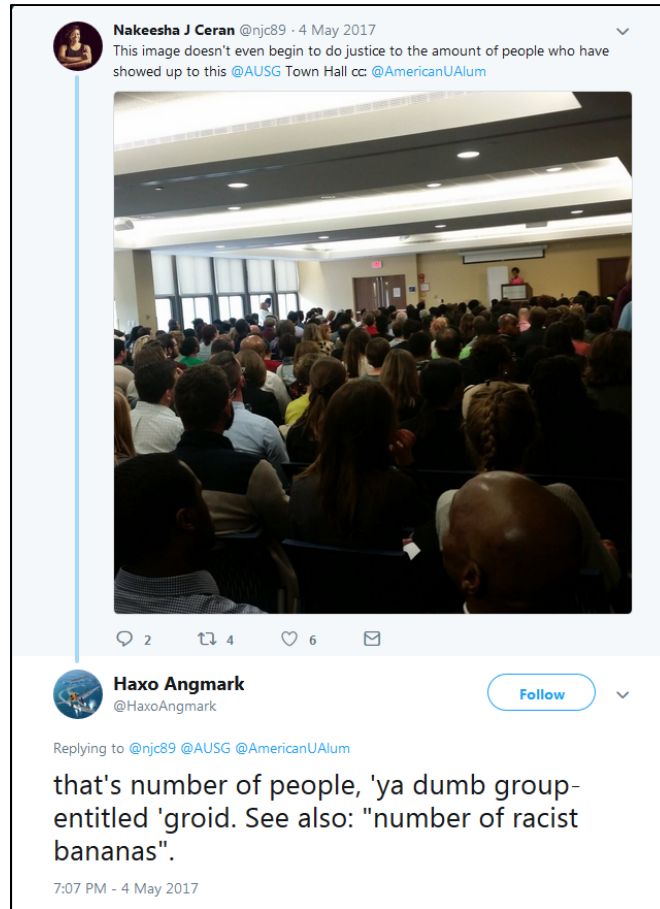 Nakeesha J Ceran @njc89 · 4 May 2017
This image doesn't even begin to do justice to the amount of people who have
showed up to this @AUSG Town Hall cc: @AmericanUAlum
2 4 6
Haxo Angmark
@HaxoAngmark
Follow
Replying to @njc89 @AUSG @AmericanUAlum
that's number of people, 'ya dumb group-
entitled 'groid. See also: "number of racist
bananas".
7:07 PM - 4 May 2017